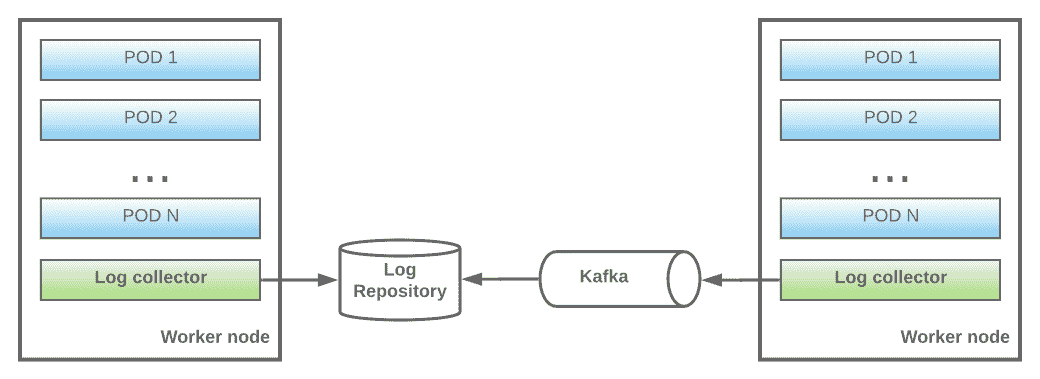 POD 1
POD 2
...
POD N
Log collector
Worker node
Log
Repository
Kafka
POD 1
POD 2
...
POD N
Log collector
Worker node